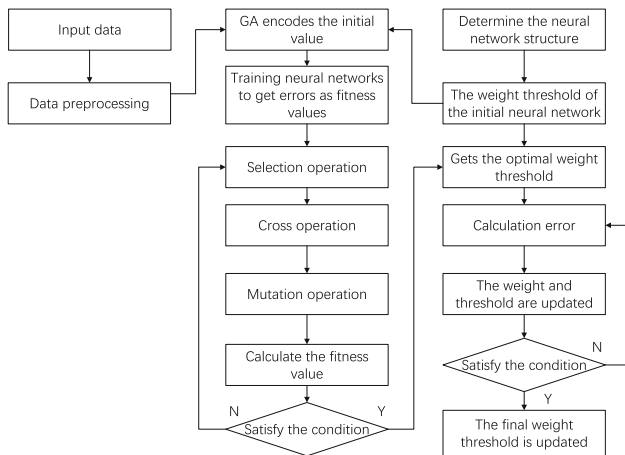 Input data
Data preprocessing
GA encodes the initial
value
Training neural networks
to get errors as fitness
values
Selection operation
Cross operation
Mutation operation
Calculate the fitness
value
N
Y
Satisfy the condition
Determine the neural
network structure
The weight threshold of
the initial neural network
Gets the optimal weight
threshold
Calculation error
The weight and
threshold are updated
N
Satisfy the condition
Y
The final weight
threshold is updated